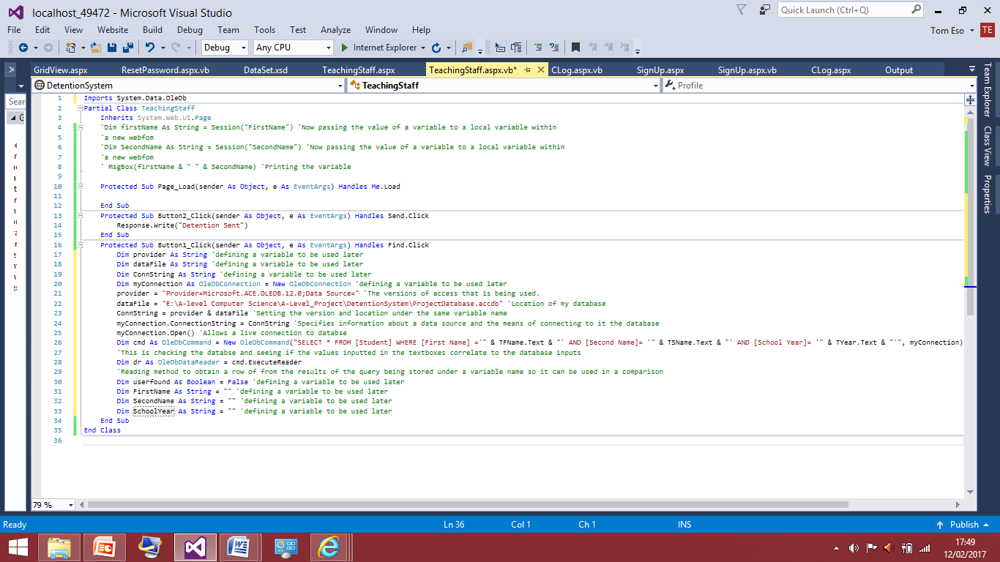 localhost_49472 - Microsoft Visual Studio
Quick Launch (Ctrl+Q)
File Edit View Website Build Debug Team Tools Test Analyze Window Help
Tom Eso TE
Debug Any CPU Internet Explorer
GridView.aspx ResetPassword.aspx.vb DataSet.xsd TeachingStaff.aspx TeachingStaff.aspx.vb* CLog.aspx.vb SignUp.aspx SignUp.aspx.vb CLog.aspx Output
DetentionSystem TeachingStaff Profile
Sear
Team Explorer
Class View
Properties
1 Imports System.Data.OleDb
2 Partial Class TeachingStaff
3 Inherits System.Web.UI.Page
4 'Dim firstName As String = Session("FirstName") 'Now passing the value of a variable to a local variable within
5 'a new webfom
6 'Dim SecondName As String = Session("SecondName") 'Now passing the value of a variable to a local variable within
7 'a new webfom
8 ' MsgBox(firstName & " " & SecondName) 'Printing the variable
9
10 Protected Sub Page_Load(sender As Object, e As EventArgs) Handles Me.Load
11
12 End Sub
13 Protected Sub Button2_Click(sender As Object, e As EventArgs) Handles Send.Click
14 Response.Write("Detention Sent")
15 End Sub
16 Protected Sub Button1_Click(sender As Object, e As EventArgs) Handles Find.Click
17 Dim provider As String 'defining a variable to be used later
18 Dim dataFile As String 'defining a variable to be used later
19 Dim ConnString As String 'defining a variable to be used later
20 Dim myConnection As OleDbConnection = New OleDbConnection 'defining a variable to be used later
21 provider = "Provider=Microsoft.ACE.OLEDB.12.0;Data Source=" 'The versions of access that is being used.
22 dataFile = "E:\A-level Computer Science\A-Level_Project\DetentionSystem\ProjectDatabase.accdb" 'Location of my database
23 ConnString = provider & dataFile 'Setting the version and location under the same variable name
24 myConnection.ConnectionString = ConnString 'Specifies information about a data source and the means of connecting to it the database
25 myConnection.Open() 'Allows a live connection to databse
26 Dim cmd As OleDbCommand = New OleDbCommand("SELECT * FROM [Student] WHERE [First Name] ='" & TFName.Text & "' AND [Second Name]= '" & TSName.Text & "' AND [School Year]= '" & TYear.Text & "'", myConnection)
27 'This is checking the databse and seeing if the values inputted in the textboxes correlate to the database inputs
28 Dim dr As OleDbDataReader = cmd.ExecuteReader
29 'Reading method to obtain a row of from the results of the query being stored under a variable name so it can be used in a comparison
30 Dim userfound As Boolean = False 'defining a variable to be used later
31 Dim FirstName As String = "" 'defining a variable to be used later
32 Dim SecondName As String = "" 'defining a variable to be used later
33 Dim SchoolYear As String = "" 'defining a variable to be used later
34 End Sub
35 End Class
36
79 %
Ready Ln 36 Col 1 Ch 1 INS Publish
17:49
12/02/2017